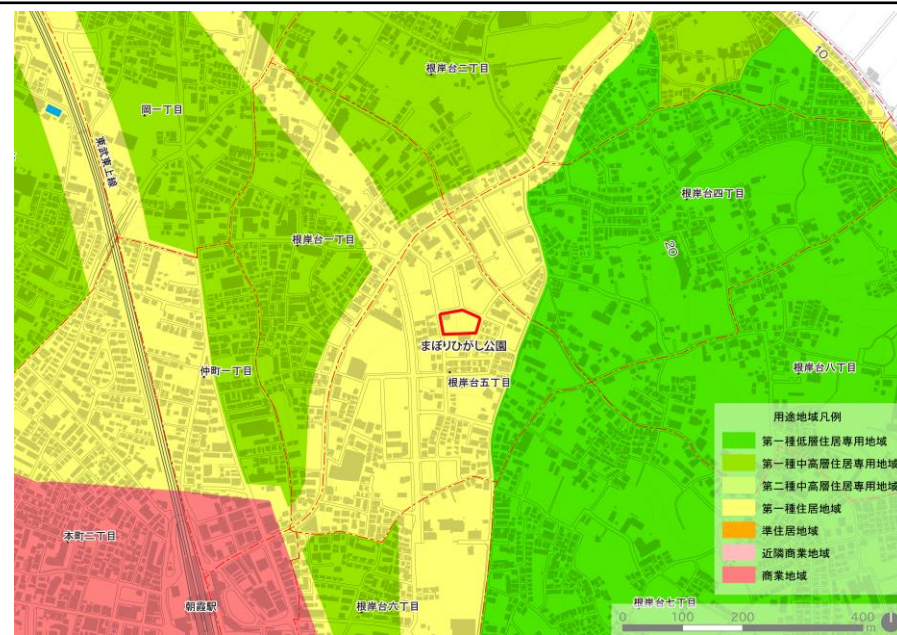 根岸台二丁目
10
岡一丁目
東武東上線
根岸台四丁目
根岸台一丁目
20
まぼりひがし公園
仲町一丁目
根岸台五丁目
根岸台八丁目
用途地域凡例
第一種低層住居専用地域
第一種中高層住居専用地域
第二種中高層住居専用地域
第一種住居地域
準住居地域
近隣商業地域
商業地域
本町二丁目
朝霞駅
根岸台六丁目
根岸台七丁目
0 100 200 400
m